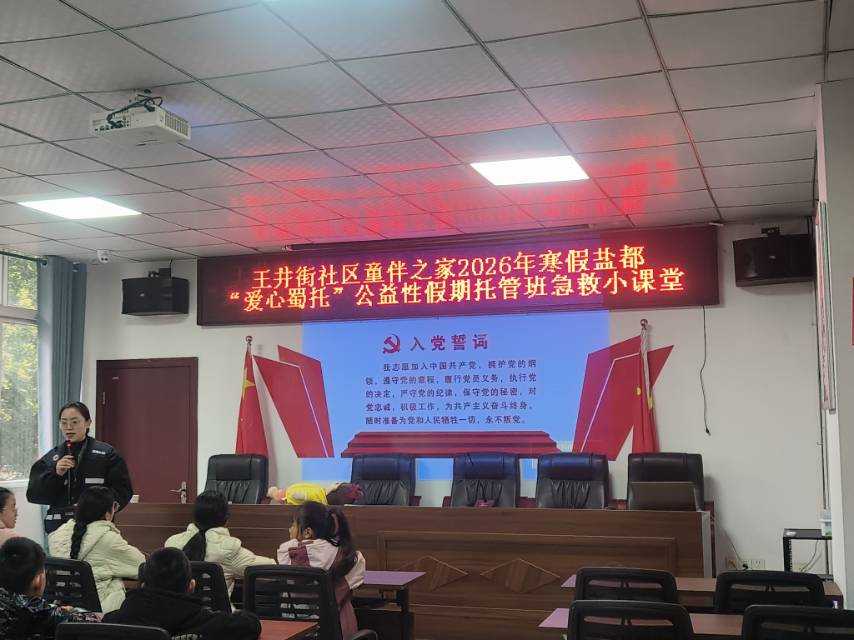 王井街社区童伴之家2026年寒假盐都
“爱心蜀托”公益性假期托管班急救小课堂
入党誓词
我志愿加入中国共产党，拥护党的纲
领，遵守党的章程，履行党员义务，执行党
的决定，严守党的纪律，保守党的秘密，对
党忠诚，积极工作，为共产主义奋斗终身，
随时准备为党和人民牺牲一切，永不叛党。